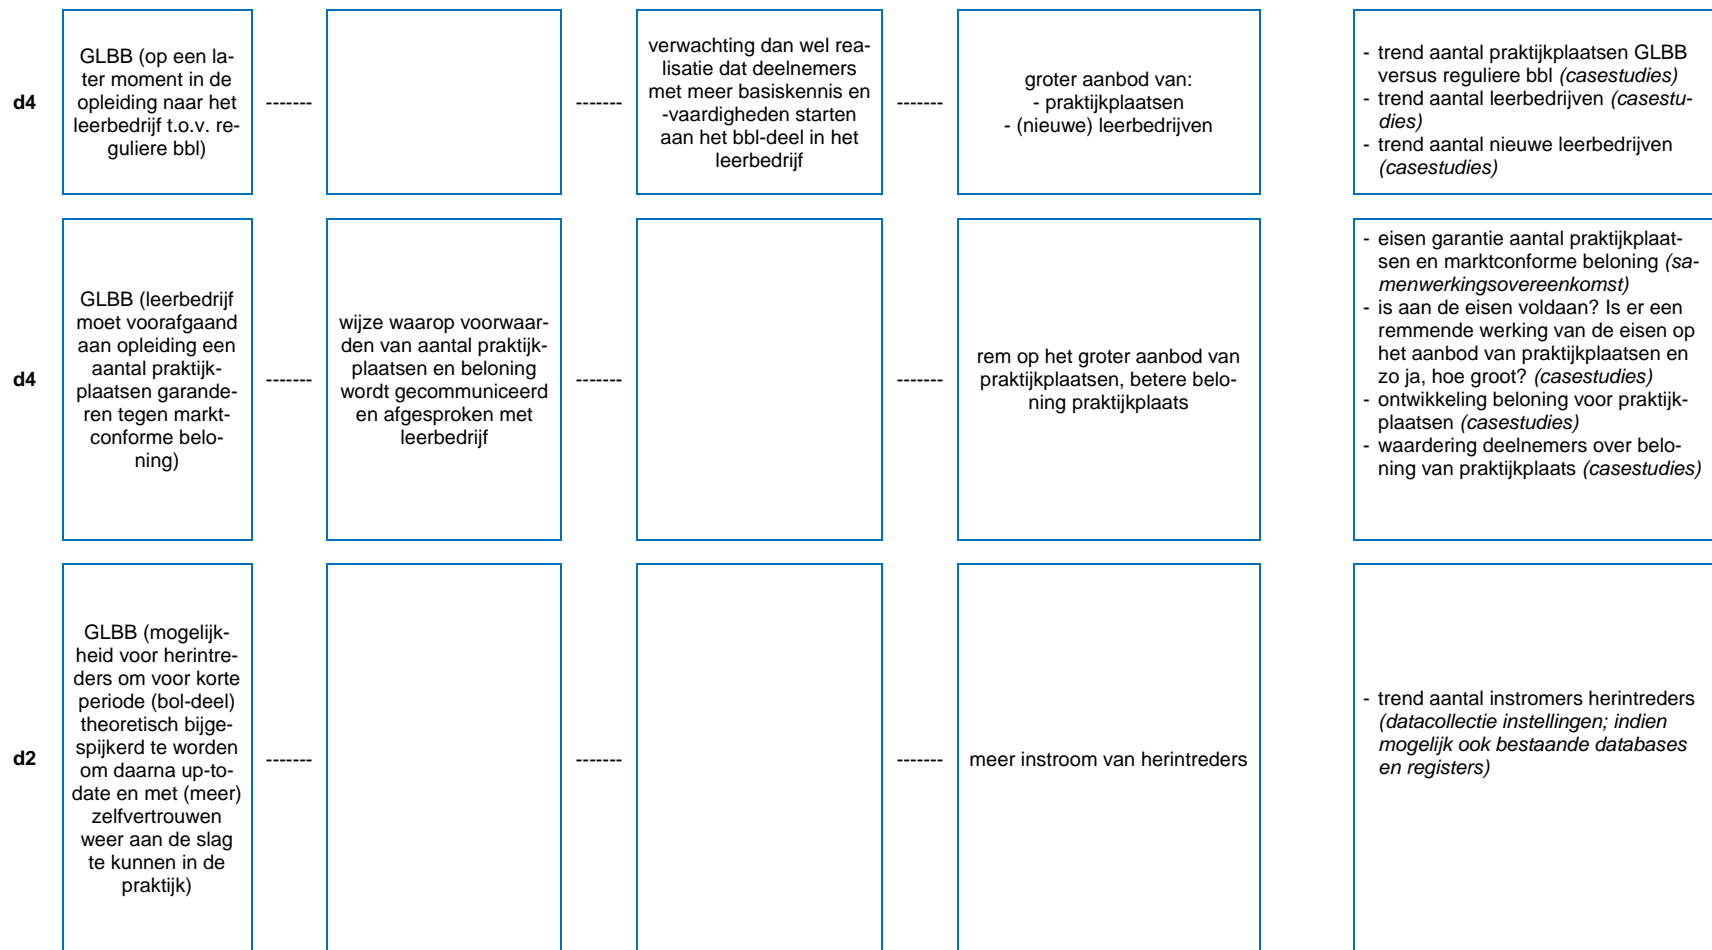 d4
GLBB (op een la-
ter moment in de
opleiding naar het
leerbedrijf t.o.v. re-
guliere bbl)
-------
-------
verwachting dan wel rea-
lisatie dat deelnemers
met meer basiskennis en
-vaardigheden starten
aan het bbl-deel in het
leerbedrijf
-------
groter aanbod van:
- praktijkplaatsen
- (nieuwe) leerbedrijven
- trend aantal praktijkplaatsen GLBB
versus reguliere bbl (casestudies)
- trend aantal leerbedrijven (casestu-
dies)
- trend aantal nieuwe leerbedrijven
(casestudies)
d4
GLBB (leerbedrijf
moet voorafgaand
aan opleiding een
aantal praktijk-
plaatsen garande-
ren tegen markt-
conforme belo-
ning)
-------
wijze waarop voorwaar-
den van aantal praktijk-
plaatsen en beloning
wordt gecommuniceerd
en afgesproken met
leerbedrijf
-------
-------
rem op het groter aanbod van
praktijkplaatsen, betere belo-
ning praktijkplaats
- eisen garantie aantal praktijkplaat-
sen en marktconforme beloning (sa-
menwerkingsovereenkomst)
- is aan de eisen voldaan? Is er een
remmende werking van de eisen op
het aanbod van praktijkplaatsen en
zo ja, hoe groot? (casestudies)
- ontwikkeling beloning voor praktijk-
plaatsen (casestudies)
- waardering deelnemers over belo-
ning van praktijkplaats (casestudies)
d2
GLBB (mogelijk-
heid voor herintre-
ders om voor korte
periode (bol-deel)
theoretisch bijge-
spijkerd te worden
om daarna up-to-
date en met (meer)
zelfvertrouwen
weer aan de slag
te kunnen in de
praktijk)
-------
-------
-------
meer instroom van herintreders
- trend aantal instromers herintreders
(datacollectie instellingen; indien
mogelijk ook bestaande databases
en registers)